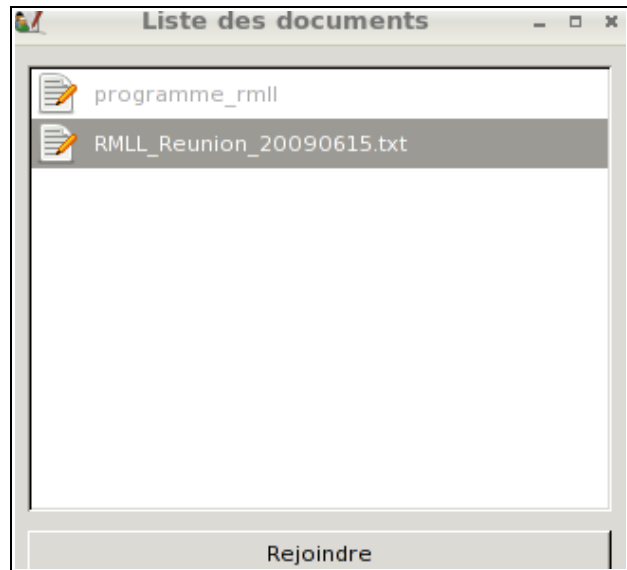 Liste des documents
programme_rmll
RMLL_Reunion_20090615.txt
Rejoindre